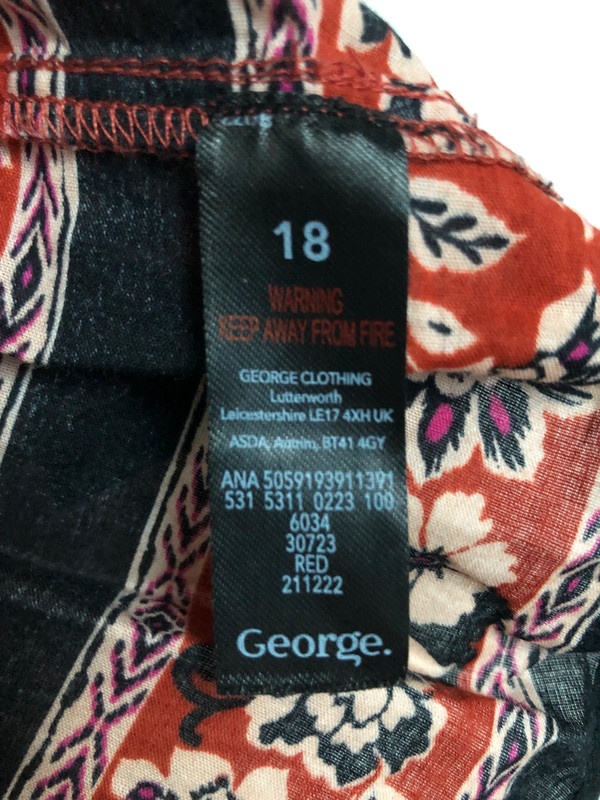 18
WARNING
KEEP AWAY FROM FIRE
GEORGE CLOTHING
Lutterworth
Leicestershire LE17 4XH UK
ASDA, Antrim, BT41 4GY
ANA 5059193911391
531 5311 0223 100
6034
30723
RED
211222
George.